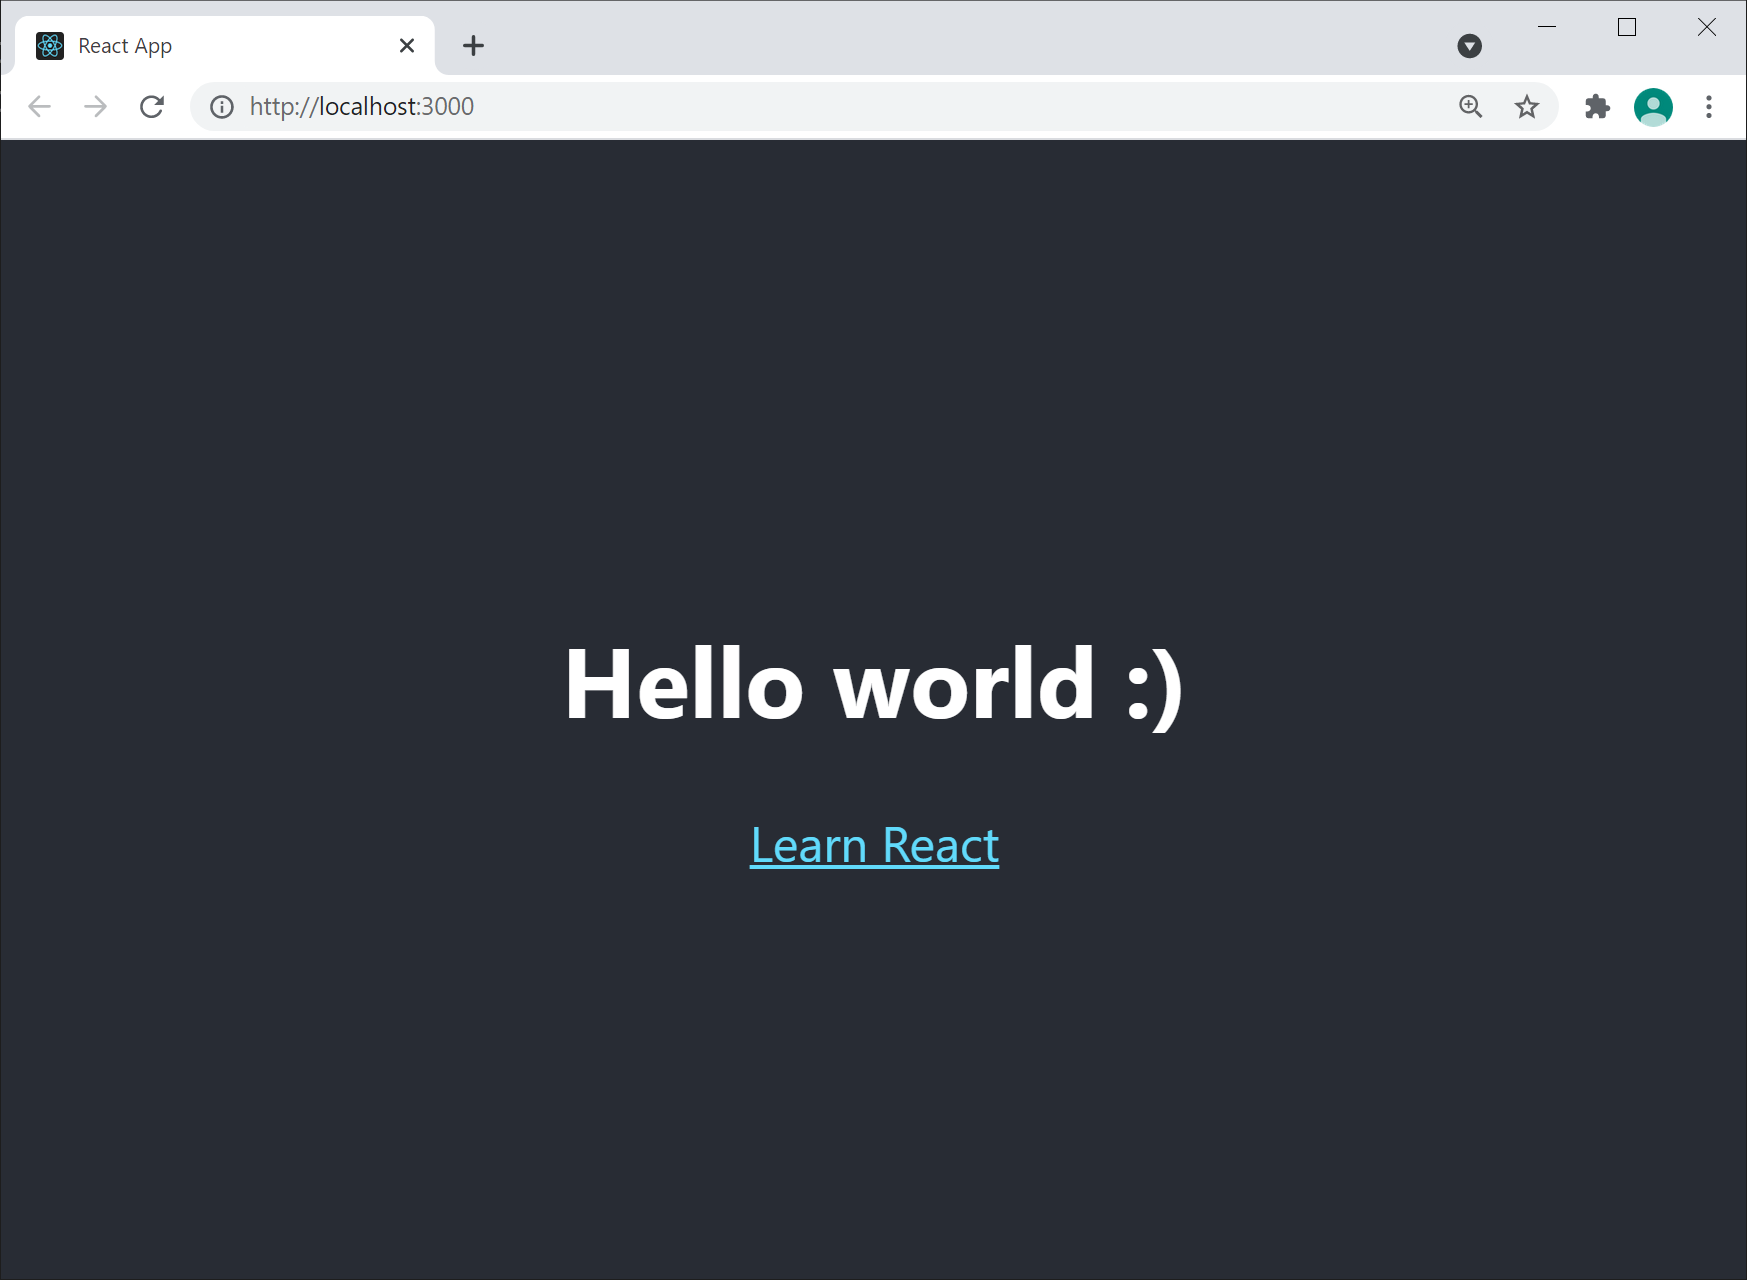 React App
http://localhost:3000
Hello world :)
Learn React